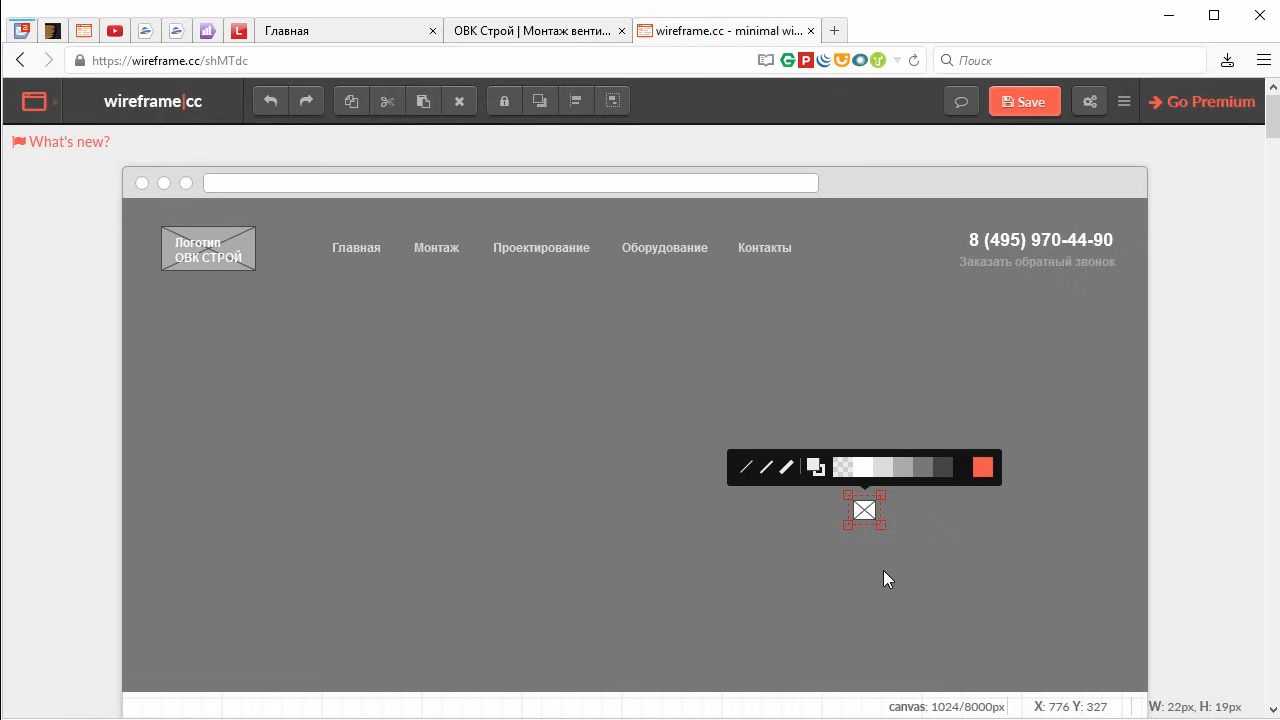 Главная
ОВК Строй | Монтаж венти...
wireframe.cc - minimal wi...
https://wireframe.cc/shMTdc
Поиск
wireframe|cc
Save
Go Premium
What's new?
Логотип
ОВК СТРОЙ
Главная
Монтаж
Проектирование
Оборудование
Контакты
8 (495) 970-44-90
Заказать обратный звонок
canvas: 1024/8000px
X: 776 Y: 327
W: 22px, H: 19px